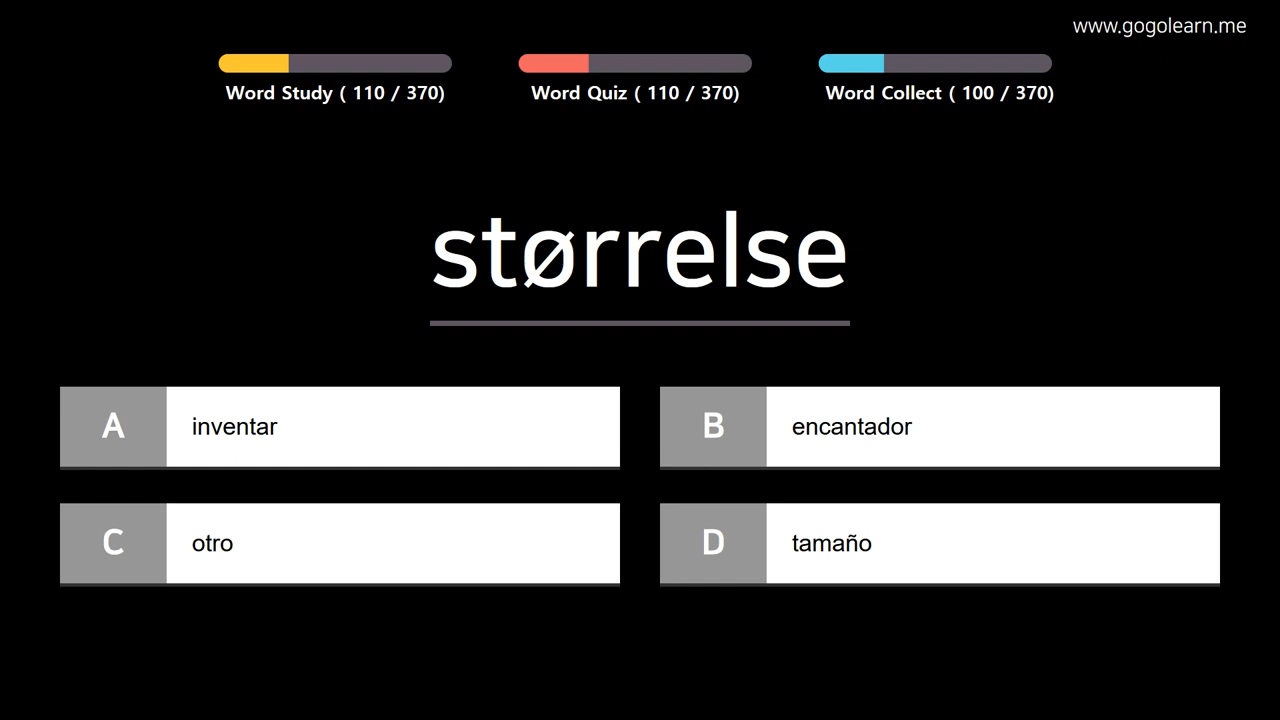 www.gogolearn.me
Word Study ( 110 / 370)
Word Quiz ( 110 / 370)
Word Collect ( 100 / 370)
størrelse
A inventar
B encantador
C otro
D tamaño